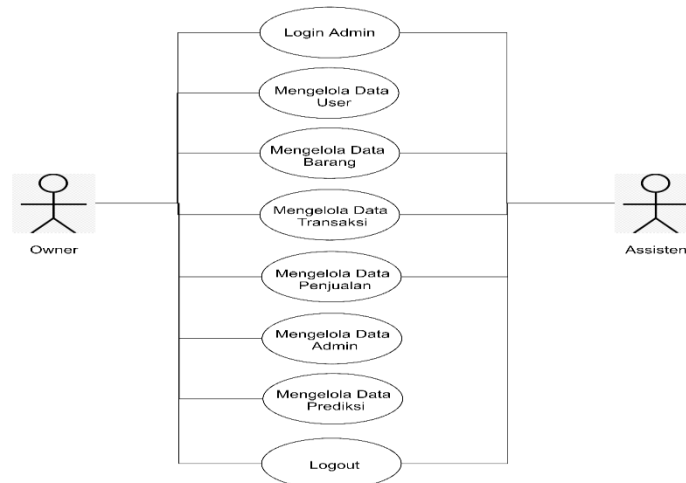 Login Admin
Mengelola Data
User
Mengelola Data
Barang
Mengelola Data
Transaksi
Owner
Assisten
Mengelola Data
Penjualan
Mengelola Data
Admin
Mengelola Data
Prediksi
Logout